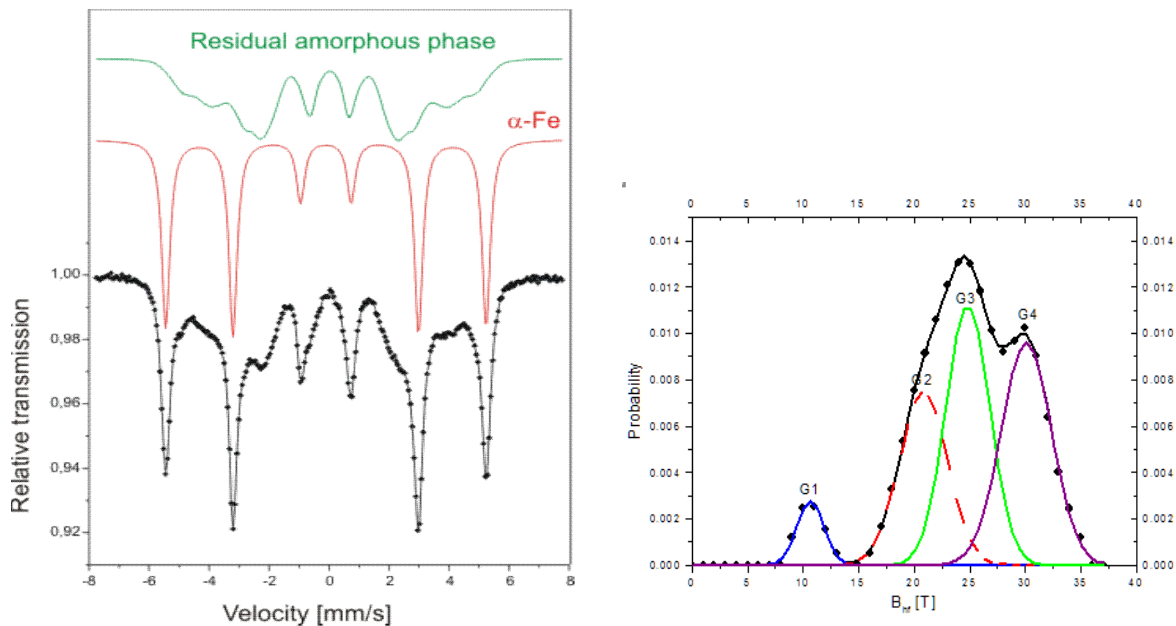 Residual amorphous phase
α-Fe
Relative transmission
1,00
0,98
0,96
0,94
0,92
-8 -6 -4 -2 0 2 4 6 8
Velocity [mm/s]
0 5 10 15 20 25 30 35 40
0.014 0.014
0.012 0.012
0.010 0.010
0.008 0.008
0.006 0.006
0.004 0.004
0.002 0.002
0.000 0.000
Probability
G1
G2
G3
G4
0 5 10 15 20 25 30 35 40
B_hf [T]